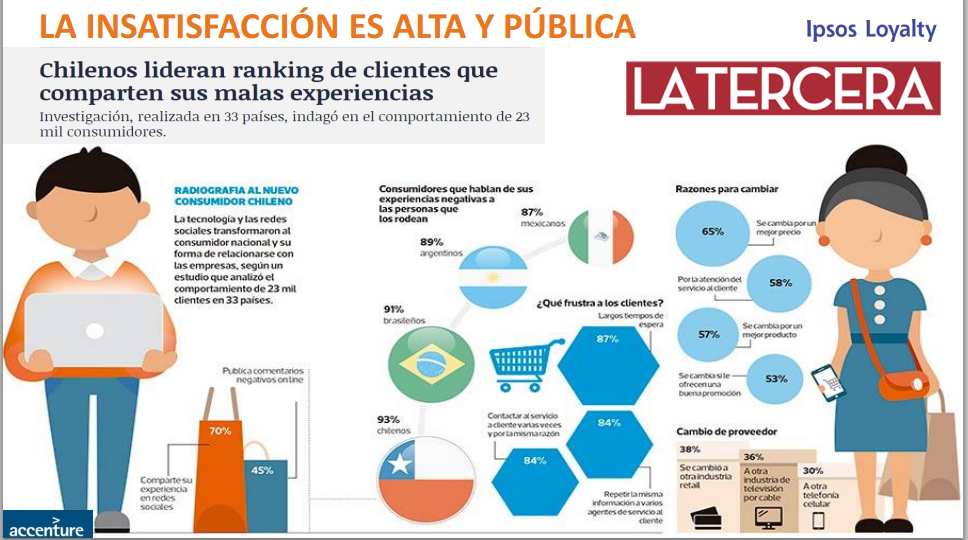 LA INSATISFACCIÓN ES ALTA Y PÚBLICA
Ipsos Loyalty
Chilenos lideran ranking de clientes que
comparten sus malas experiencias
Investigación, realizada en 33 países, indagó en el comportamiento de 23
mil consumidores.
LATERCERA
RADIOGRAFIA AL NUEVO
CONSUMIDOR CHILENO
La tecnología y las redes
sociales transformaron al
consumidor nacional y su
forma de relacionarse con
las empresas, según un
estudio que analizó el
comportamiento de 23 mil
clientes en 33 países.
Publica comentarios
negativos on line
70%
45%
Comparte su
experiencia
en redes
sociales
accenture
Consumidores que hablan de sus
experiencias negativas a
las personas que
los rodean
87%
mexicanos
89%
argentinos
91%
brasileños
93%
chilenos
¿Qué frustra a los clientes?
Largos tiempos de
espera
87%
Contactar al servicio
a cliente varias veces
y por la misma razón
84%
84%
Repetir la misma
información a varios
agentes de servicio al
cliente
Razones para cambiar
65%
Se cambia por un
mejor precio
Por la atención del
servicio al cliente
58%
57%
Se cambia por un
mejor producto
Se cambia si le
ofrecen una
buena promoción
53%
Cambio de proveedor
38%
Se cambió a
otra industria
retail
36%
A otra
industria de
televisión
por cable
30%
A otra
telefonía
celular